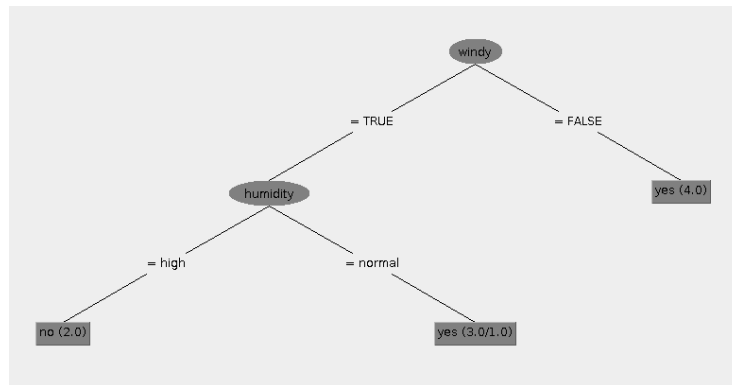 windy
= TRUE
= FALSE
humidity
yes (4.0)
= high
= normal
no (2.0)
yes (3.0/1.0)